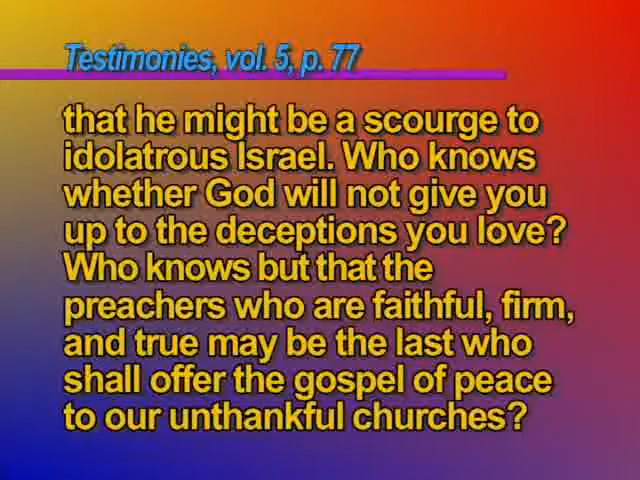 Testimonies, vol. 5, p. 77
that he might be a scourge to
idolatrous Israel. Who knows
whether God will not give you
up to the deceptions you love?
Who knows but that the
preachers who are faithful, firm,
and true may be the last who
shall offer the gospel of peace
to our unthankful churches?